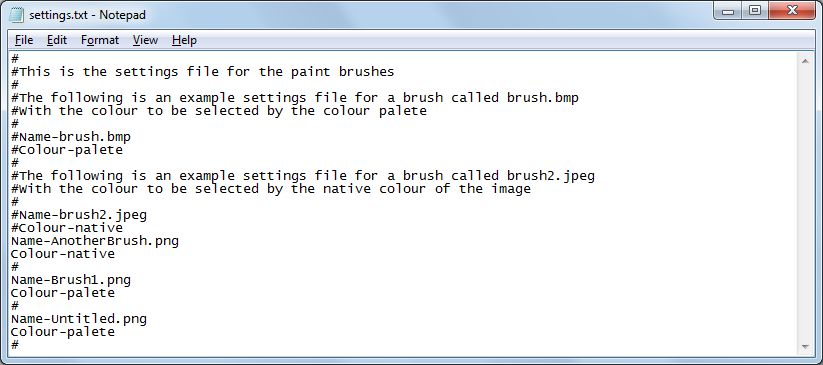 settings.txt - Notepad
File Edit Format View Help
#
#This is the settings file for the paint brushes
#
#The following is an example settings file for a brush called brush.bmp
#With the colour to be selected by the colour palete
#
#Name-brush.bmp
#Colour-palete
#
#The following is an example settings file for a brush called brush2.jpeg
#With the colour to be selected by the native colour of the image
#
#Name-brush2.jpeg
#Colour-native
Name-AnotherBrush.png
Colour-native
#
Name-Brush1.png
Colour-palete
#
Name-Untitled.png
Colour-palete
#